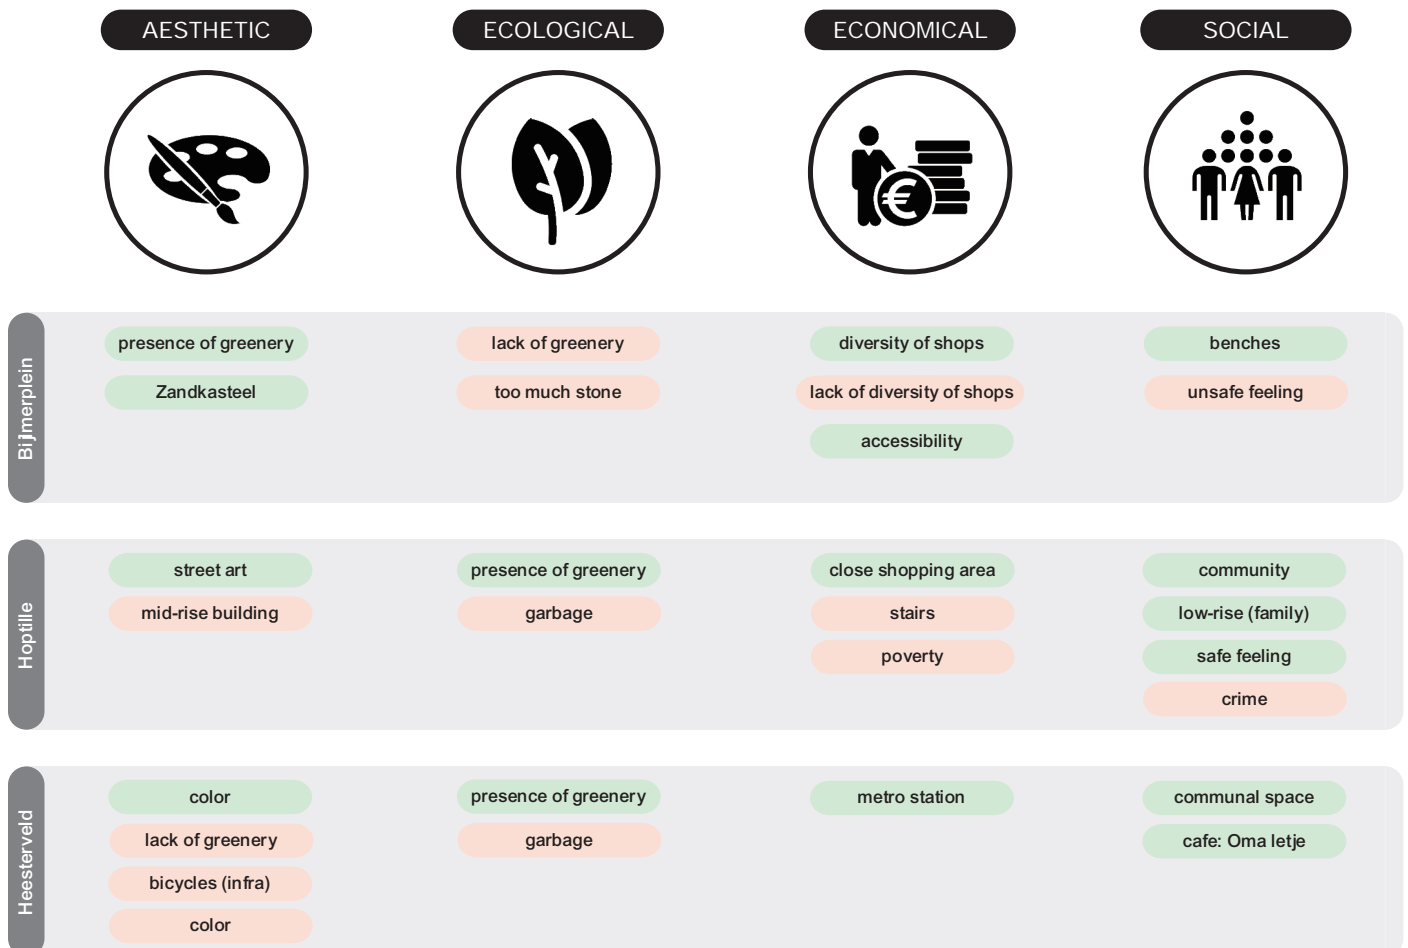 AESTHETIC
ECOLOGICAL
ECONOMICAL
SOCIAL
€
Bijlmerplein
presence of greenery
lack of greenery
diversity of shops
benches
Zandkasteel
too much stone
lack of diversity of shops
unsafe feeling
accessibility
Hoptille
street art
presence of greenery
close shopping area
community
mid-rise building
garbage
stairs
low-rise (family)
poverty
safe feeling
crime
Heesterveld
color
presence of greenery
metro station
communal space
lack of greenery
garbage
cafe: Oma letje
bicycles (infra)
color